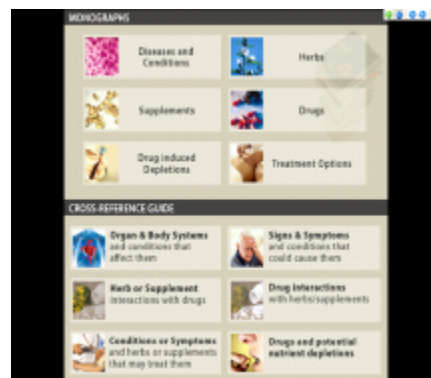 MONOGRAPHS
Diseases and
Conditions
Herbs
Supplements
Drugs
Drug induced
Depletions
Treatment Options
CROSS-REFERENCE GUIDE
Organ & Body Systems
and conditions that
affect them
Signs & Symptoms
and conditions that
could cause them
Herb or Supplement
interactions with drugs
Drug interactions
with herbs/supplements
Conditions or Symptoms
and herbs or supplements
that may treat them
Drugs and potential
nutrient depletions